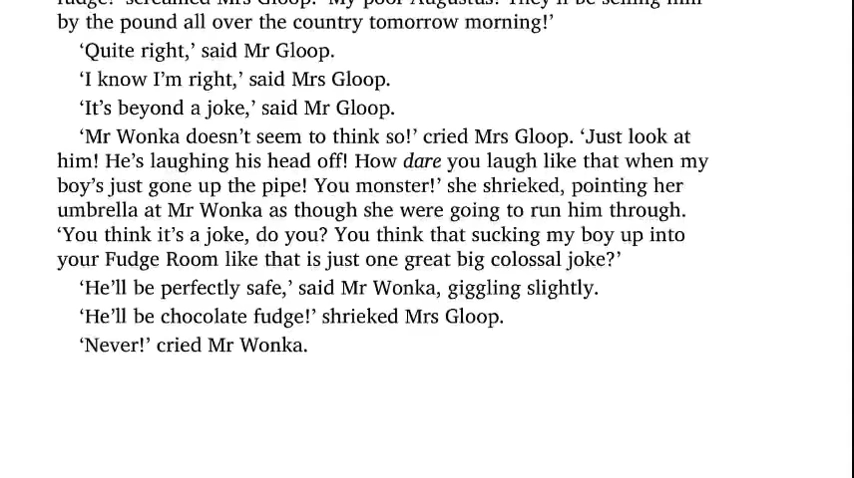 fudge!’ screamed Mrs Gloop. ‘My poor Augustus! They’ll be selling him
by the pound all over the country tomorrow morning!’
‘Quite right,’ said Mr Gloop.
‘I know I’m right,’ said Mrs Gloop.
‘It’s beyond a joke,’ said Mr Gloop.
‘Mr Wonka doesn’t seem to think so!’ cried Mrs Gloop. ‘Just look at
him! He’s laughing his head off! How dare you laugh like that when my
boy’s just gone up the pipe! You monster!’ she shrieked, pointing her
umbrella at Mr Wonka as though she were going to run him through.
‘You think it’s a joke, do you? You think that sucking my boy up into
your Fudge Room like that is just one great big colossal joke?’
‘He’ll be perfectly safe,’ said Mr Wonka, giggling slightly.
‘He’ll be chocolate fudge!’ shrieked Mrs Gloop.
‘Never!’ cried Mr Wonka.